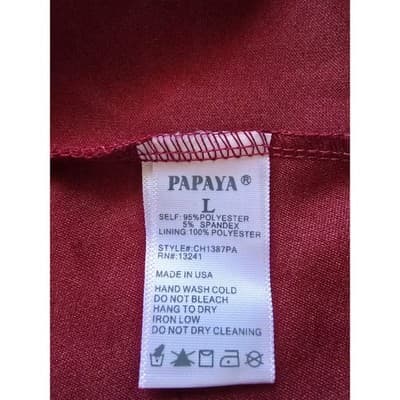 PAPAYA®
L
SELF: 95%POLYESTER
5% SPANDEX
LINING:100% POLYESTER
STYLE#:CH1387PA
RN#:13241
MADE IN USA
HAND WASH COLD
DO NOT BLEACH
HANG TO DRY
IRON LOW
DO NOT DRY CLEANING